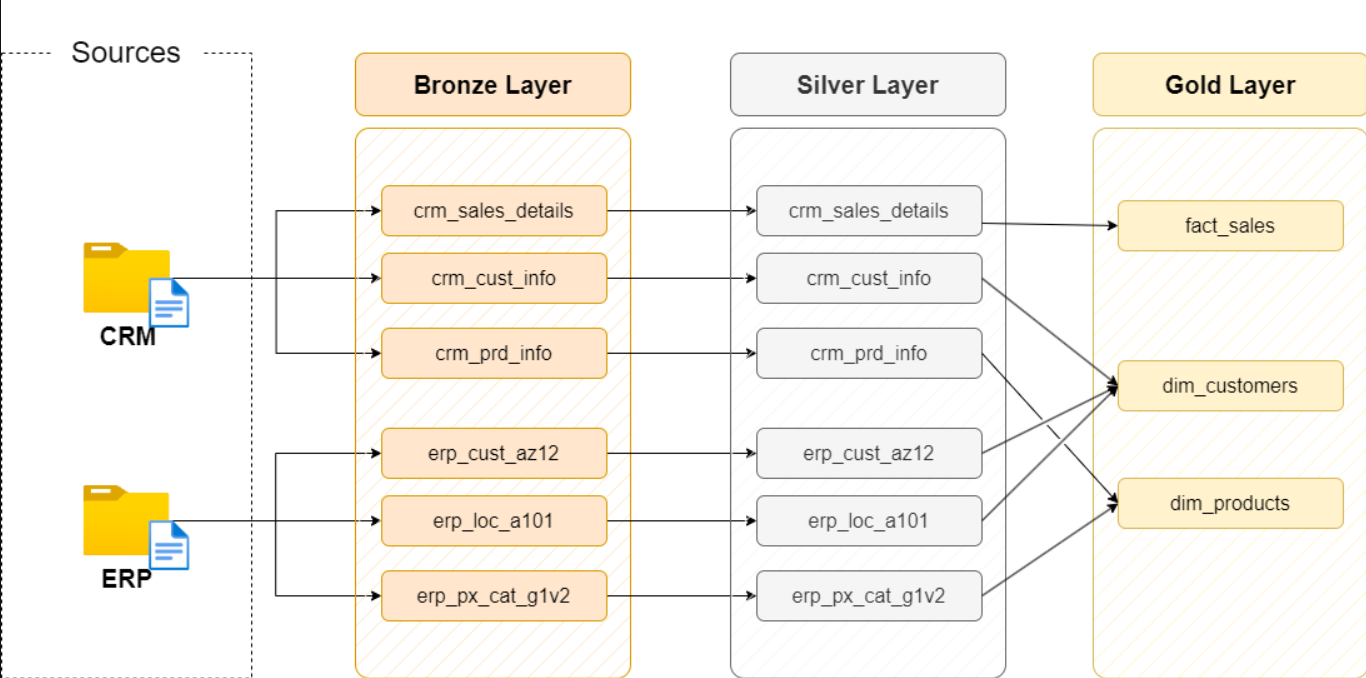 Sources
Bronze Layer
Silver Layer
Gold Layer
crm_sales_details
crm_sales_details
fact_sales
crm_cust_info
crm_cust_info
CRM
crm_prd_info
crm_prd_info
dim_customers
erp_cust_az12
erp_cust_az12
dim_products
erp_loc_a101
erp_loc_a101
ERP
erp_px_cat_g1v2
erp_px_cat_g1v2